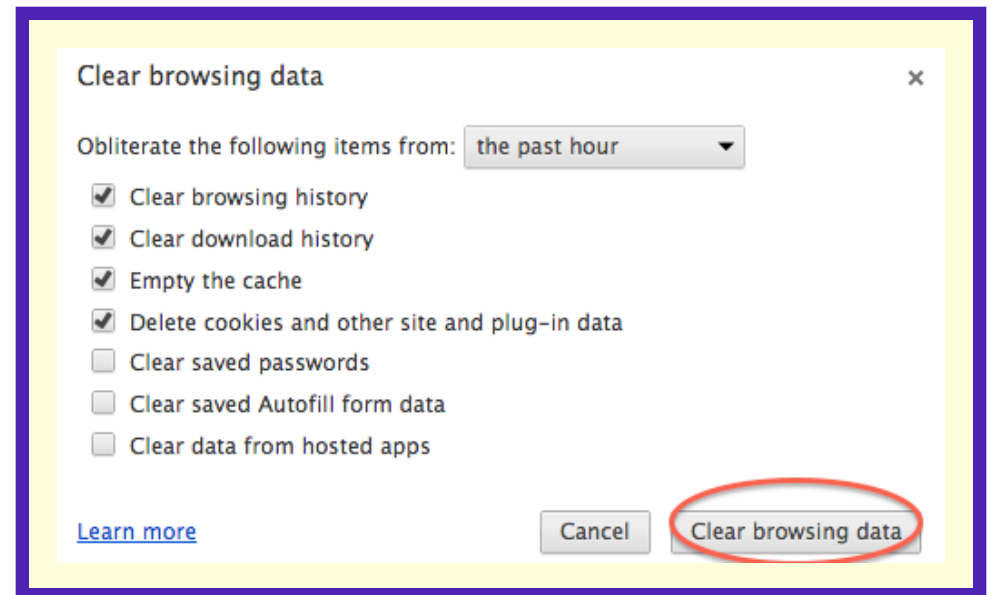 Clear browsing data ×
Obliterate the following items from: the past hour
Clear browsing history
Clear download history
Empty the cache
Delete cookies and other site and plug-in data
Clear saved passwords
Clear saved Autofill form data
Clear data from hosted apps
Learn more Cancel Clear browsing data